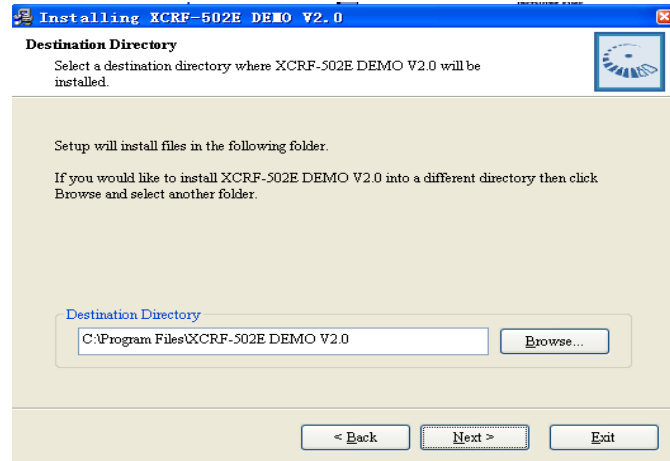 Installing XCRF-502E DEMO V2.0
Destination Directory
Select a destination directory where XCRF-502E DEMO V2.0 will be
installed.
Setup will install files in the following folder.
If you would like to install XCRF-502E DEMO V2.0 into a different directory then click
Browse and select another folder.
Destination Directory
C:\Program Files\XCRF-502E DEMO V2.0
Browse...
< Back
Next >
Exit